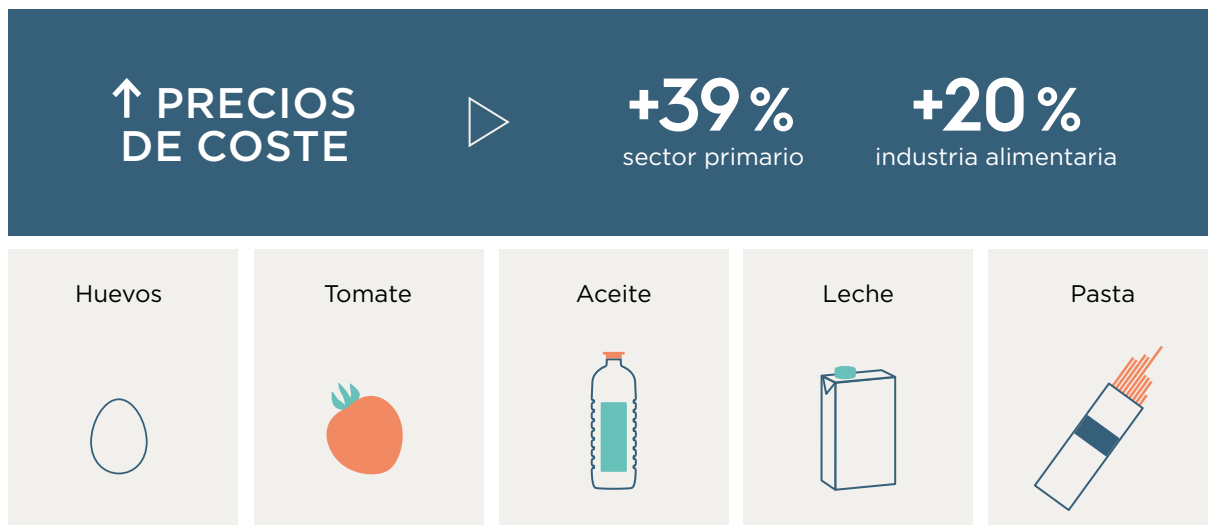 ↑ PRECIOS
DE COSTE
+39 %
sector primario
+20 %
industria alimentaria
Huevos
Tomate
Aceite
Leche
Pasta